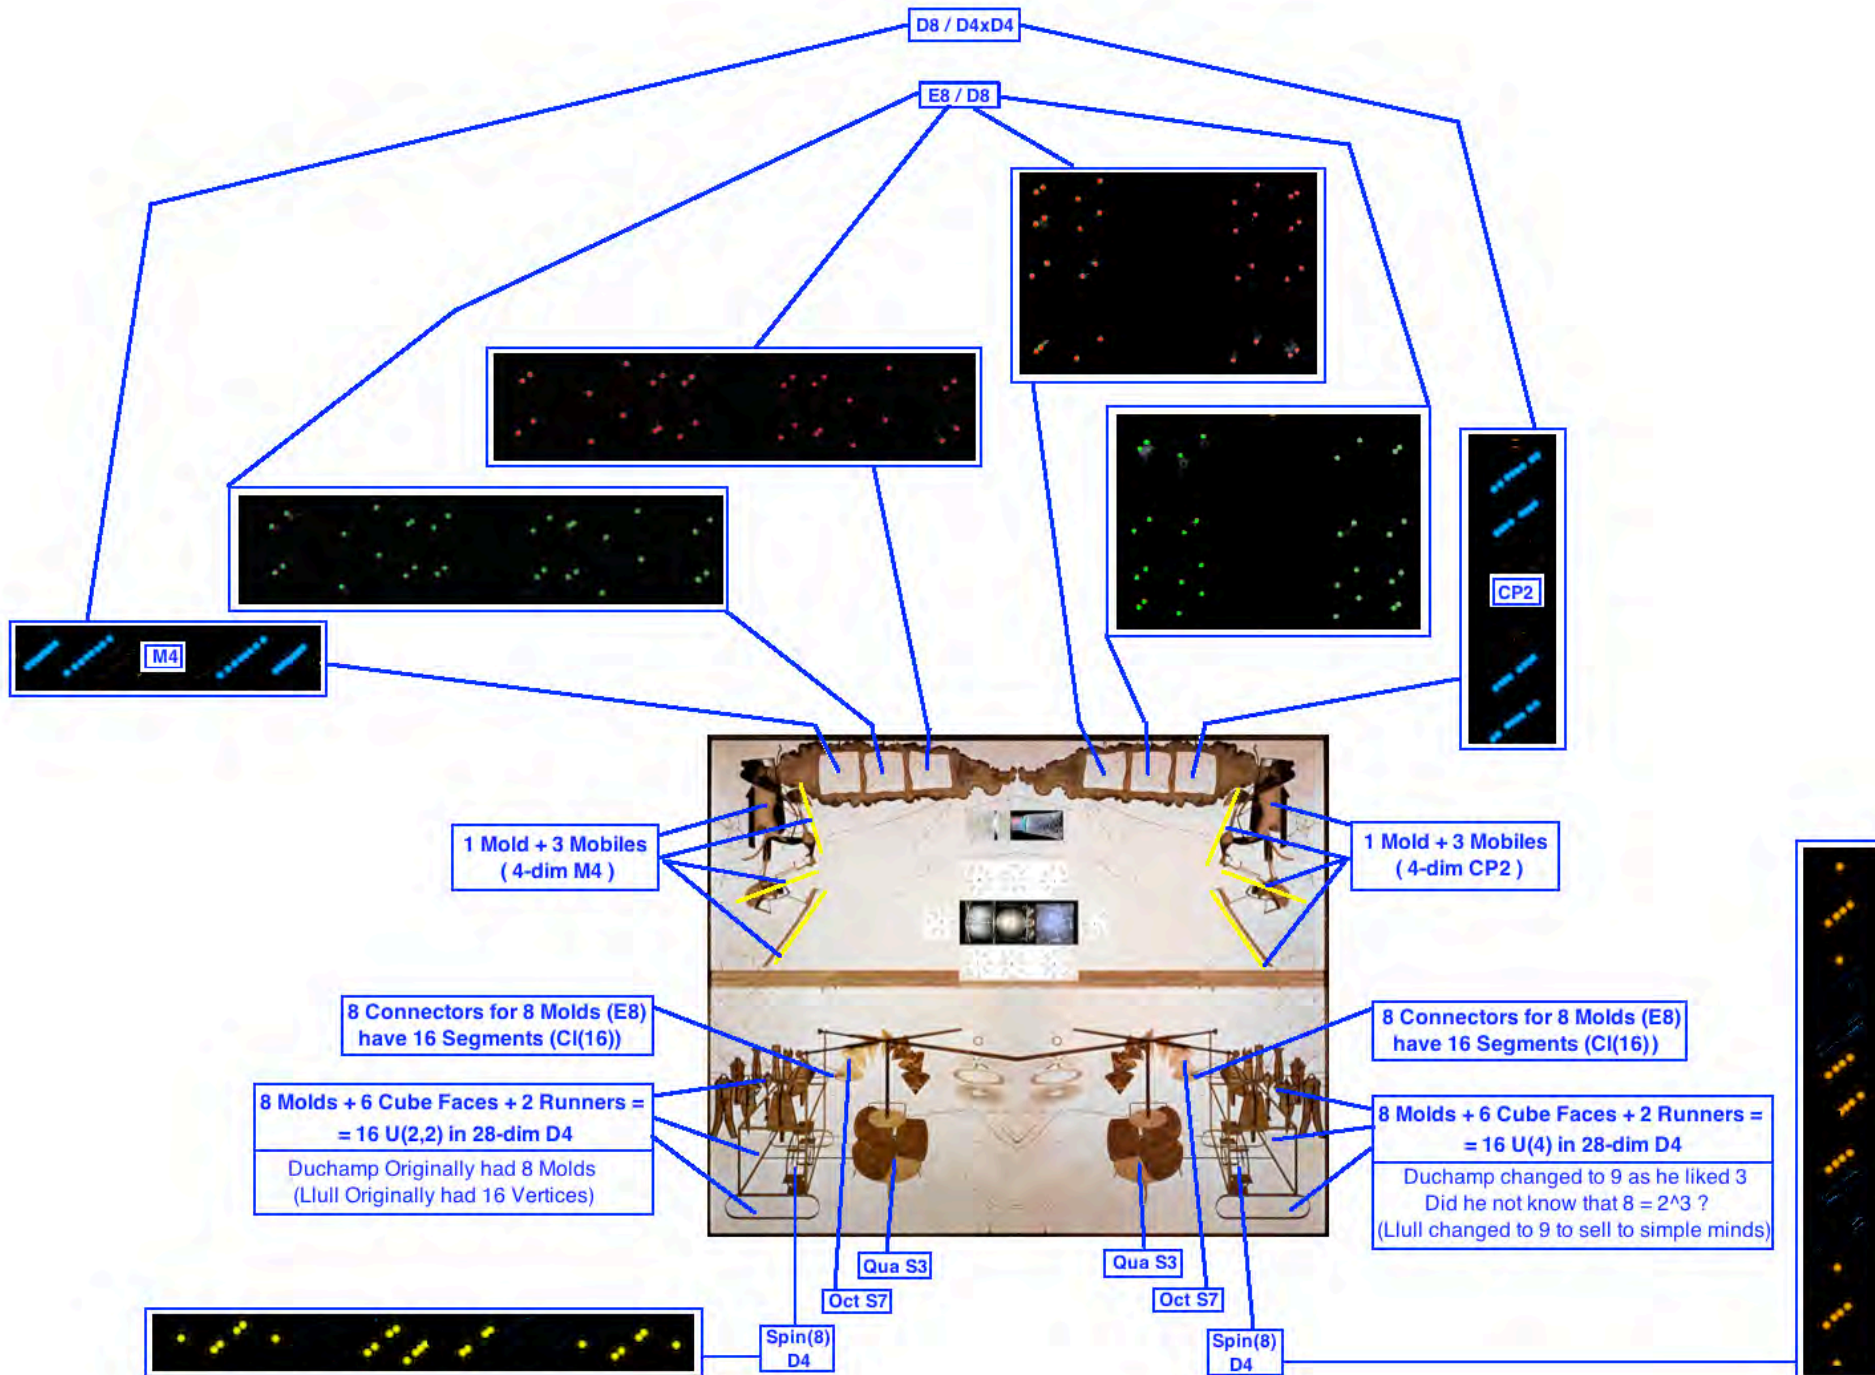 D8 / D4xD4
E8 / D8
CP2
M4
1 Mold + 3 Mobiles
( 4-dim M4 )
1 Mold + 3 Mobiles
( 4-dim CP2 )
8 Connectors for 8 Molds (E8)
have 16 Segments (Cl(16))
8 Connectors for 8 Molds (E8)
have 16 Segments (Cl(16))
8 Molds + 6 Cube Faces + 2 Runners =
= 16 U(2,2) in 28-dim D4
Duchamp Originally had 8 Molds
(Llull Originally had 16 Vertices)
8 Molds + 6 Cube Faces + 2 Runners =
= 16 U(4) in 28-dim D4
Duchamp changed to 9 as he liked 3
Did he not know that 8 = 2^3 ?
(Llull changed to 9 to sell to simple minds)
Qua S3
Qua S3
Oct S7
Oct S7
Spin(8)
D4
Spin(8)
D4